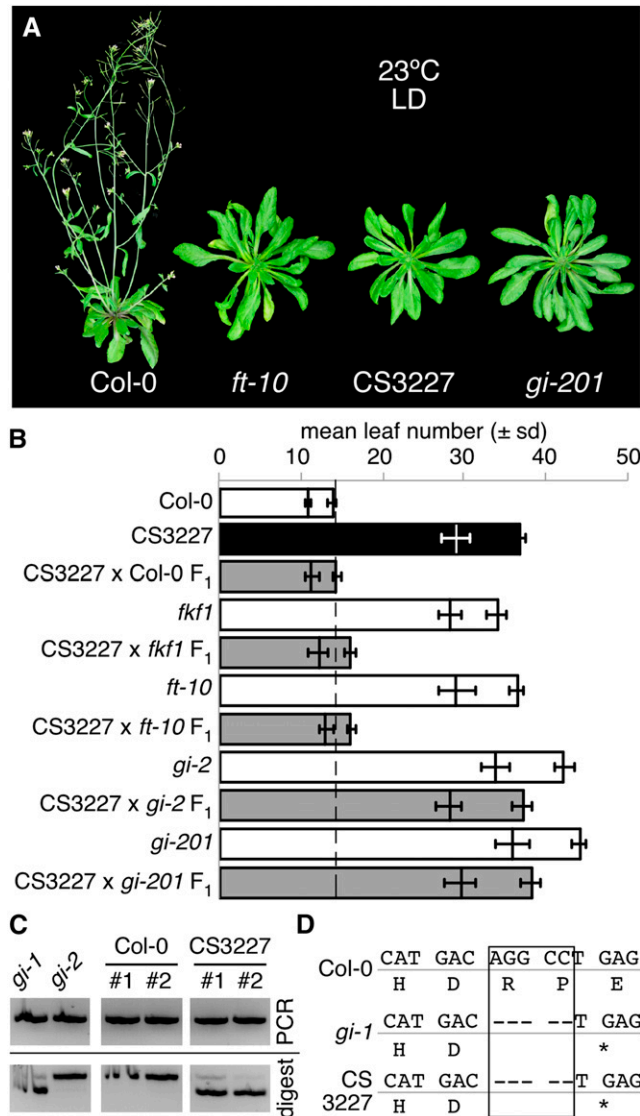 A
23ºC
LD
Col-0 ft-10 CS3227 gi-201
B
mean leaf number (± sd)
0 10 20 30 40 50
Col-0
CS3227
CS3227 x Col-0 F1
fkf1
CS3227 x fkf1 F1
ft-10
CS3227 x ft-10 F1
gi-2
CS3227 x gi-2 F1
gi-201
CS3227 x gi-201 F1
C
gi-1 gi-2 Col-0 CS3227
#1 #2 #1 #2
PCR
digest
D
Col-0 CAT GAC AGG CCT GAG
H D R P E
gi-1 CAT GAC --- --T GAG
H D *
CS 3227 CAT GAC --- --T GAG
H D *